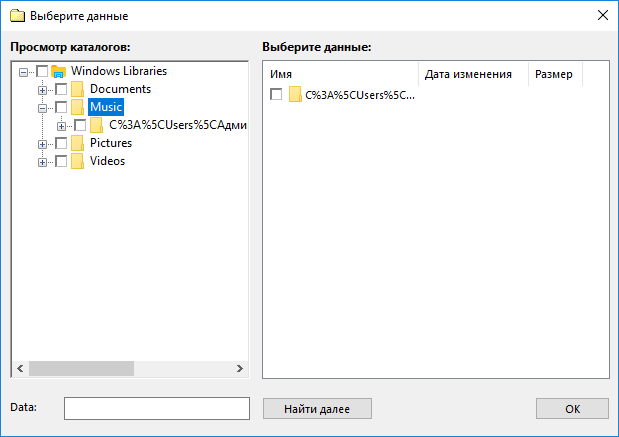 Выберите данные
Просмотр каталогов:
Выберите данные:
Windows Libraries
Documents
Music
C%3A%5CUsers%5CАдми
Pictures
Videos
Имя Дата изменения Размер
C%3A%5CUsers%5C...
Data:
Найти далее
OK